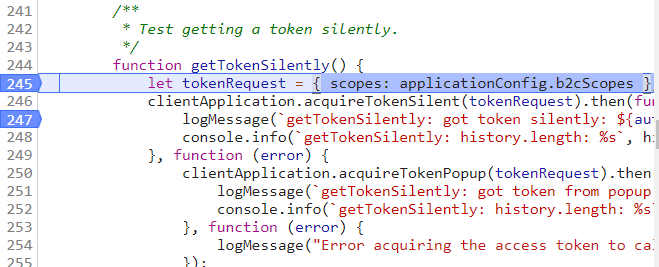 241 /**
242 * Test getting a token silently.
243 */
244 function getTokenSilently() {
245 let tokenRequest = { scopes: applicationConfig.b2cScopes }
246 clientApplication.acquireTokenSilent(tokenRequest).then(fun
247 logMessage(`getTokenSilently: got token silently: ${au
248 console.info(`getTokenSilently: history.length: %s`, h
249 }, function (error) {
250 clientApplication.acquireTokenPopup(tokenRequest).then
251 logMessage(`getTokenSilently: got token from popup
252 console.info(`getTokenSilently: history.length: %s
253 }, function (error) {
254 logMessage("Error acquiring the access token to ca
255 });